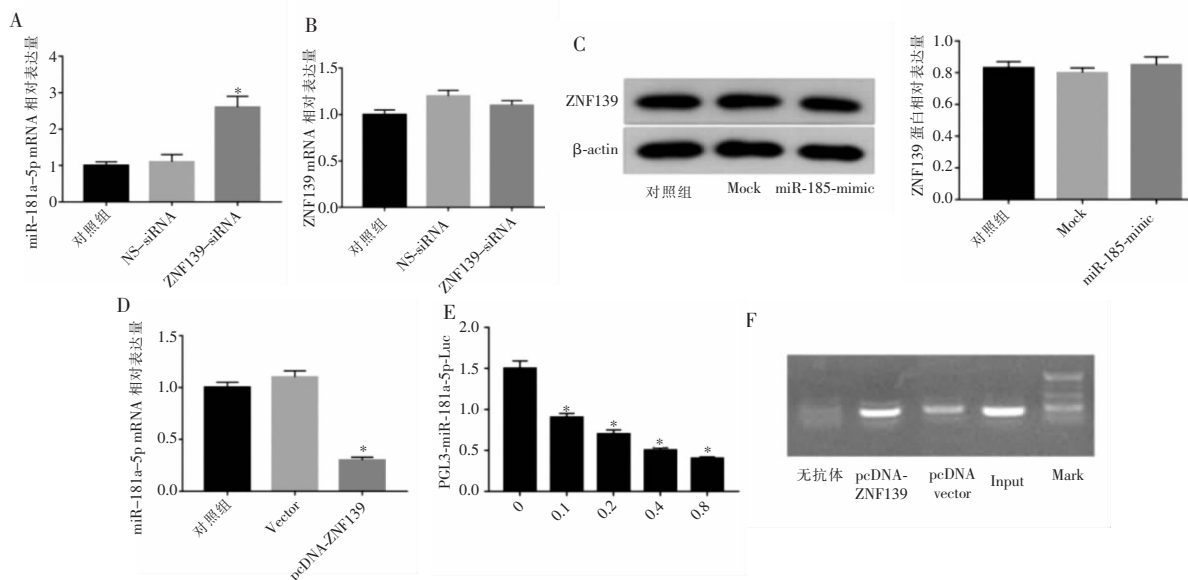 A
miR-181a-5p mRNA 相对表达量
4
3
2
1
0
*
对照组
NS-siRNA
ZNF139-siRNA
B
ZNF139 mRNA 相对表达量
1.5
1.0
0.5
0.0
对照组
NS-siRNA
ZNF139-siRNA
C
ZNF139
β-actin
对照组 Mock miR-185-mimic
ZNF139 蛋白相对表达量
1.0
0.8
0.6
0.4
0.2
0.0
对照组
Mock
miR-185-minic
D
miR-181a-5p mRNA 相对表达量
1.5
1.0
0.5
0.0
*
对照组
Vector
pcDNA-ZNF139
E
PGL3-miR-181a-5p-Luc
2.0
1.5
1.0
0.5
0.0
* * * *
0 0.1 0.2 0.4 0.8
F
无抗体 pcDNA-ZNF139 pcDNA vector Input Mark